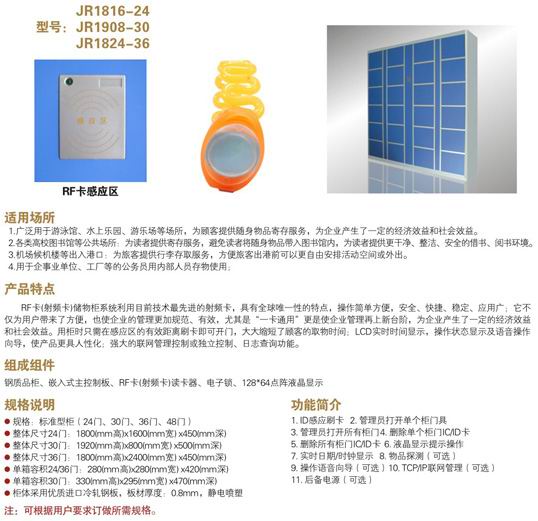 JR1816-24
型号： JR1908-30
JR1824-36
感应区
RF卡感应区
适用场所
1.广泛用于游泳馆、水上乐园、游乐场等场所，为顾客提供随身物品寄存服务，为企业产生了一定的经济效益和社会效益。
2.各类高校图书馆等公共场所：为读者提供寄存服务，避免读者将随身物品带入图书馆内，为读者提供更干净、整洁、安全的借书、阅书环境。
3.机场候机楼等出入港口：为旅客提供行李存取服务，方便旅客出港前可以更自由安排活动空间或外出。
4.用于企事业单位、工厂等的公务员用内部人员存物使用；
产品特点
RF卡(射频卡)储物柜系统利用目前技术最先进的射频卡，具有全球唯一性的特点，操作简单方便，安全、快捷、稳定、应用广；它不
仅为用户带来了方便，也使企业的管理更加规范、有效，尤其是“一卡通用”更是使企业管理再上新台阶，为企业产生了一定的经济效益
和社会效益。用柜时只需在感应区的有效距离刷卡即可开门，大大缩短了顾客的取物时间；LCD实时时间显示，操作状态显示及语音操作
向导，使产品更具人性化；强大的联网管理控制或独立控制、日志查询功能。
组成组件
钢质品柜、嵌入式主控制板、RF卡(射频卡)读卡器、电子锁、128*64点阵液晶显示
规格说明
● 规格：标准型柜（24门、30门、36门、48门）
● 整体尺寸24门：1800(mm高)x1600(mm宽) x450(mm深)
● 整体尺寸30门：1920(mm高)x800(mm宽) x500(mm深)
● 整体尺寸36门：1800(mm高)x2400(mm宽) x450(mm深)
● 单箱容积24/36门：280(mm高)x280(mm宽) x420(mm深)
● 单箱容积30门：330(mm高)x295(mm宽) x470(mm深)
● 柜体采用优质进口冷轧钢板，板材厚度：0.8mm，静电喷塑
功能简介
1. ID感应刷卡 2. 管理员打开单个柜门具
3. 管理员打开所有柜门4. 删除单个柜门IC/ID卡
5. 删除所有柜门IC/ID卡 6. 液晶显示提示操作
7. 实时日期/时钟显示 8. 物品探测（可选）
9. 操作语音向导（可选）10. TCP/IP联网管理（可选）
11. 后备电源（可选）
注：可根据用户要求订做所需规格。